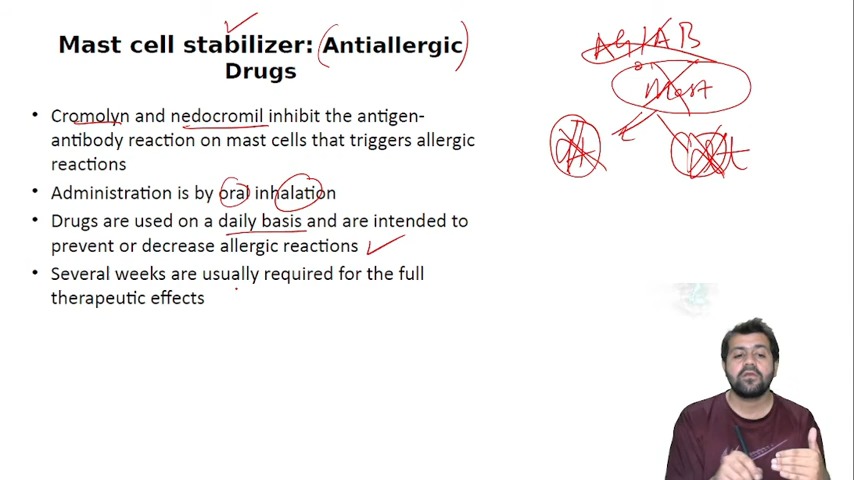 Mast cell stabilizer: (Antiallergic)
Drugs
• Cromolyn and nedocromil inhibit the antigen-
antibody reaction on mast cells that triggers allergic
reactions
• Administration is by oral inhalation
• Drugs are used on a daily basis and are intended to
prevent or decrease allergic reactions
• Several weeks are usually required for the full
therapeutic effects
Ag/AB
Mast